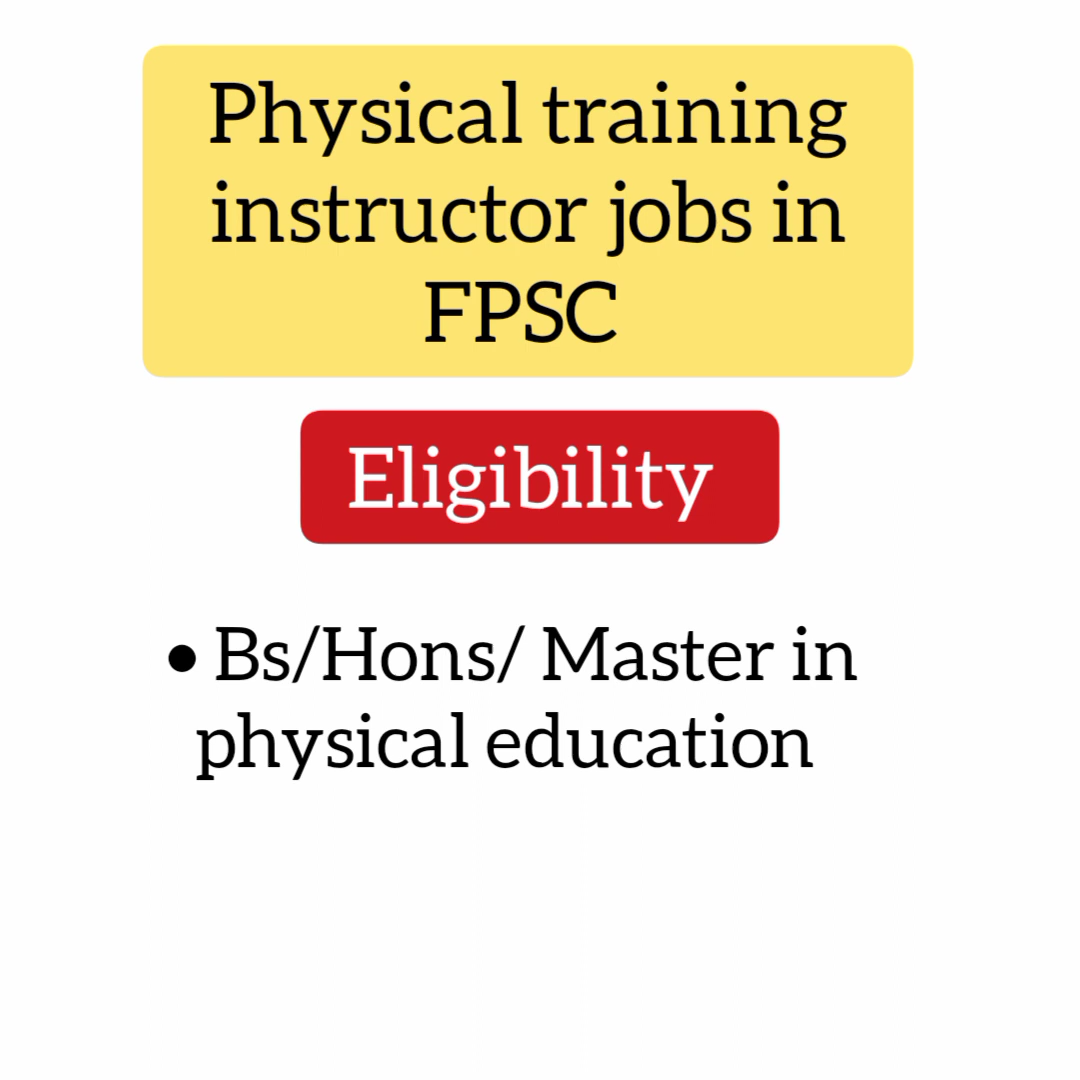 Physical training
instructor jobs in
FPSC
Eligibility
• Bs/Hons/ Master in
physical education